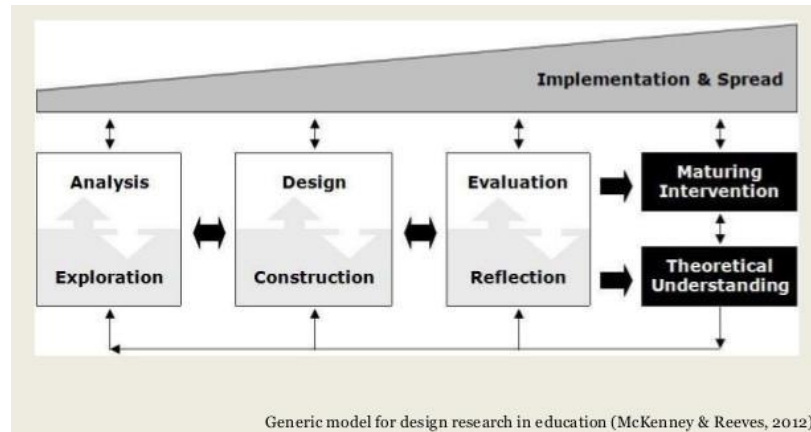 Implementation & Spread
Analysis
Exploration
Design
Construction
Evaluation
Reflection
Maturing
Intervention
Theoretical
Understanding
Generic model for design research in education (McKenney & Reeves, 2012)